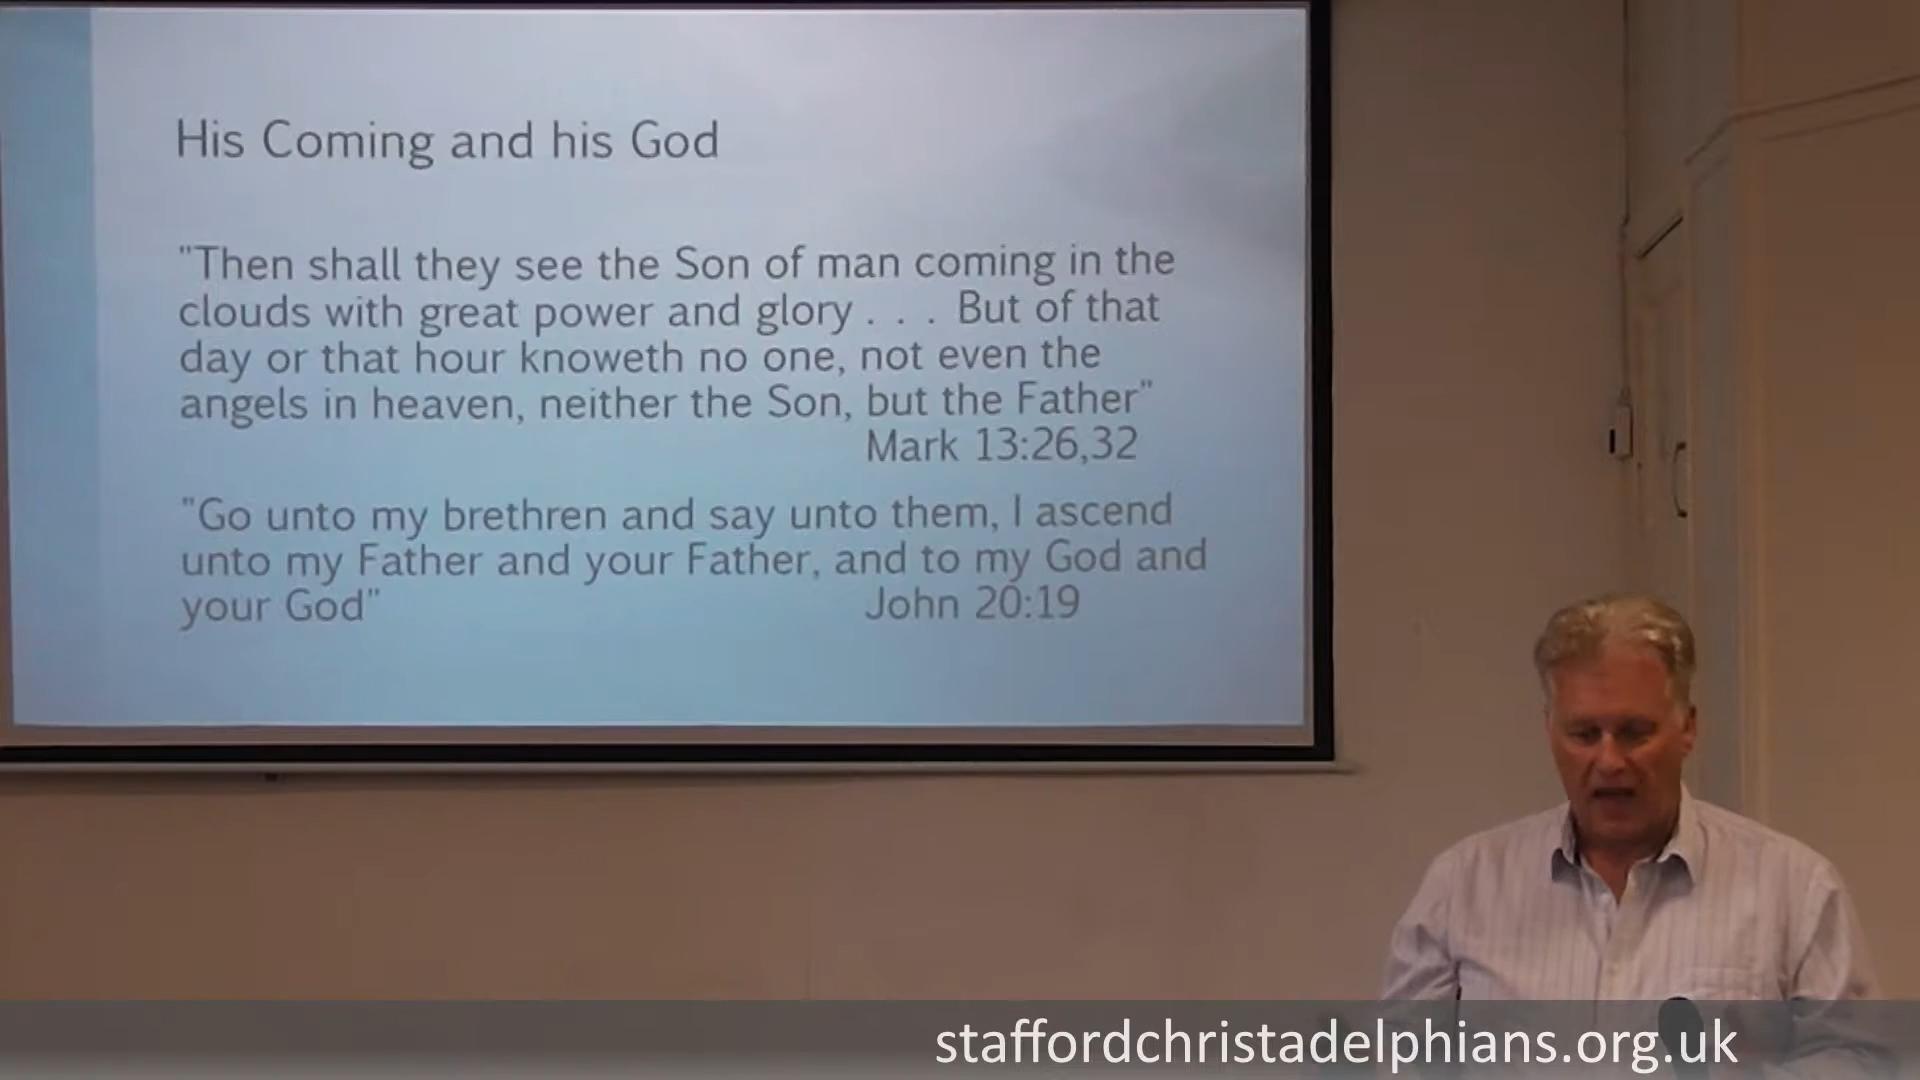 His Coming and his God
"Then shall they see the Son of man coming in the
clouds with great power and glory . . . But of that
day or that hour knoweth no one, not even the
angels in heaven, neither the Son, but the Father"
Mark 13:26,32
"Go unto my brethren and say unto them, I ascend
unto my Father and your Father, and to my God and
your God" John 20:19
staffordchristadelphians.org.uk